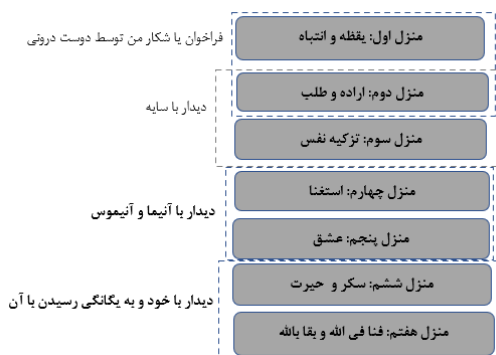 منزل اول: یقظه و انتباه
فراخوان یا شکار من توسط دوست درونی
منزل دوم: اراده و طلب
دیدار با سایه
منزل سوم: تزکیه نفس
منزل چهارم: استغنا
دیدار با آنیما و آنیموس
منزل پنجم: عشق
منزل ششم: سکر و حیرت
دیدار با خود و به یگانگی رسیدن با آن
منزل هفتم: فنا فی الله و بقا بالله